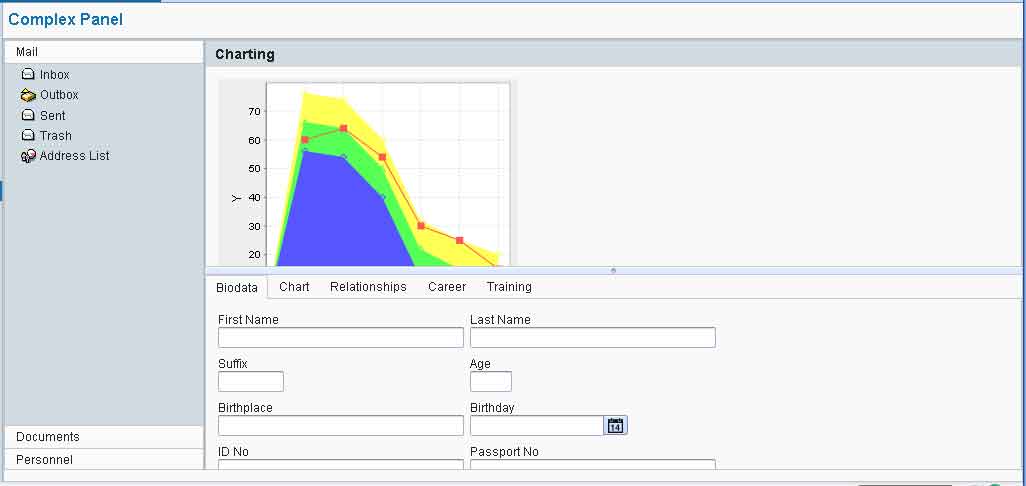 Complex Panel
Mail
Inbox
Outbox
Sent
Trash
Address List
Documents
Personnel
Charting
70
60
50
Y 40
30
20
Biodata Chart Relationships Career Training
First Name Last Name
Suffix Age
Birthplace Birthday
14
ID No Passport No